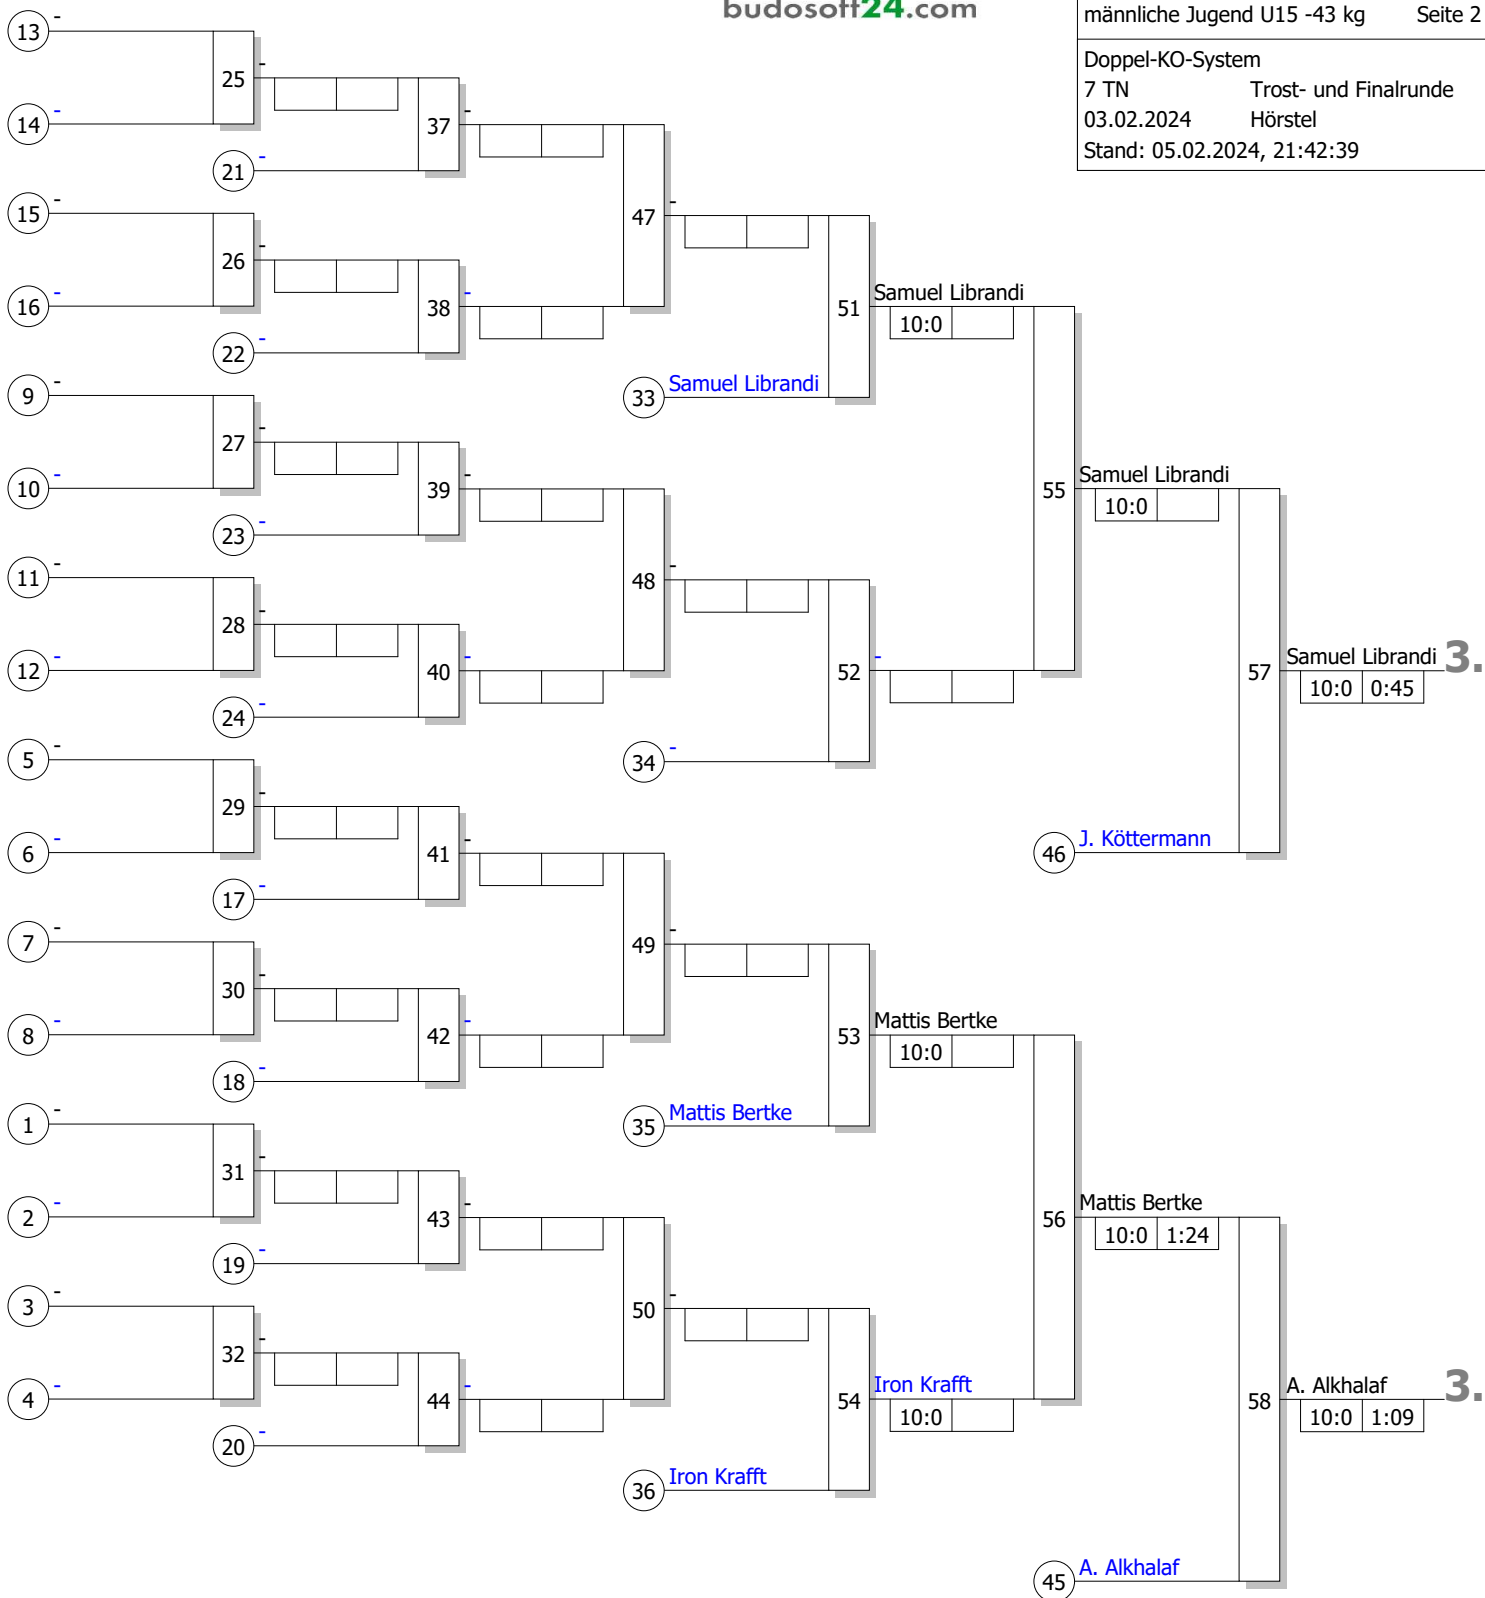 budosoft24.com
männliche Jugend U15 -43 kg Seite 2
Doppel-KO-System
7 TN Trost- und Finalrunde
03.02.2024 Hörstel
Stand: 05.02.2024, 21:42:39
13 -
25 -
14 -
37 -
21 -
15 -
47 -
26 -
16 -
38 -
51 Samuel Librandi
10:0
22 -
33 Samuel Librandi
9 -
27 -
10 -
39 -
55 Samuel Librandi
10:0
23 -
11 -
48 -
28 -
12 -
40 -
52 -
57 Samuel Librandi 3.
10:0 0:45
24 -
5 -
34 -
29 -
6 -
41 -
46 J. Köttermann
17 -
7 -
49 -
30 -
8 -
42 -
53 Mattis Bertke
10:0
18 -
1 -
35 Mattis Bertke
31 -
2 -
43 -
56 Mattis Bertke
10:0 1:24
19 -
3 -
50 -
32 -
4 -
44 -
54 Iron Krafft
10:0
58 A. Alkhalaf 3.
10:0 1:09
20 -
36 Iron Krafft
45 A. Alkhalaf